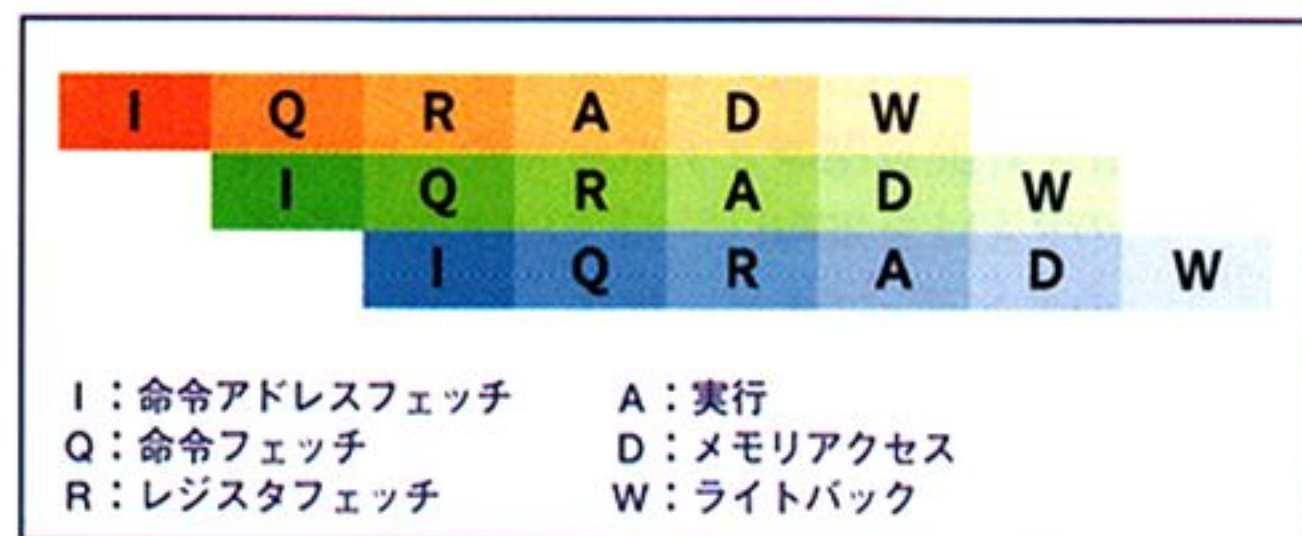 I Q R A D W
I Q R A D W
I Q R A D W
I：命令アドレスフェッチ
Q：命令フェッチ
R：レジスタフェッチ
A：実行
D：メモリアクセス
W：ライトバック